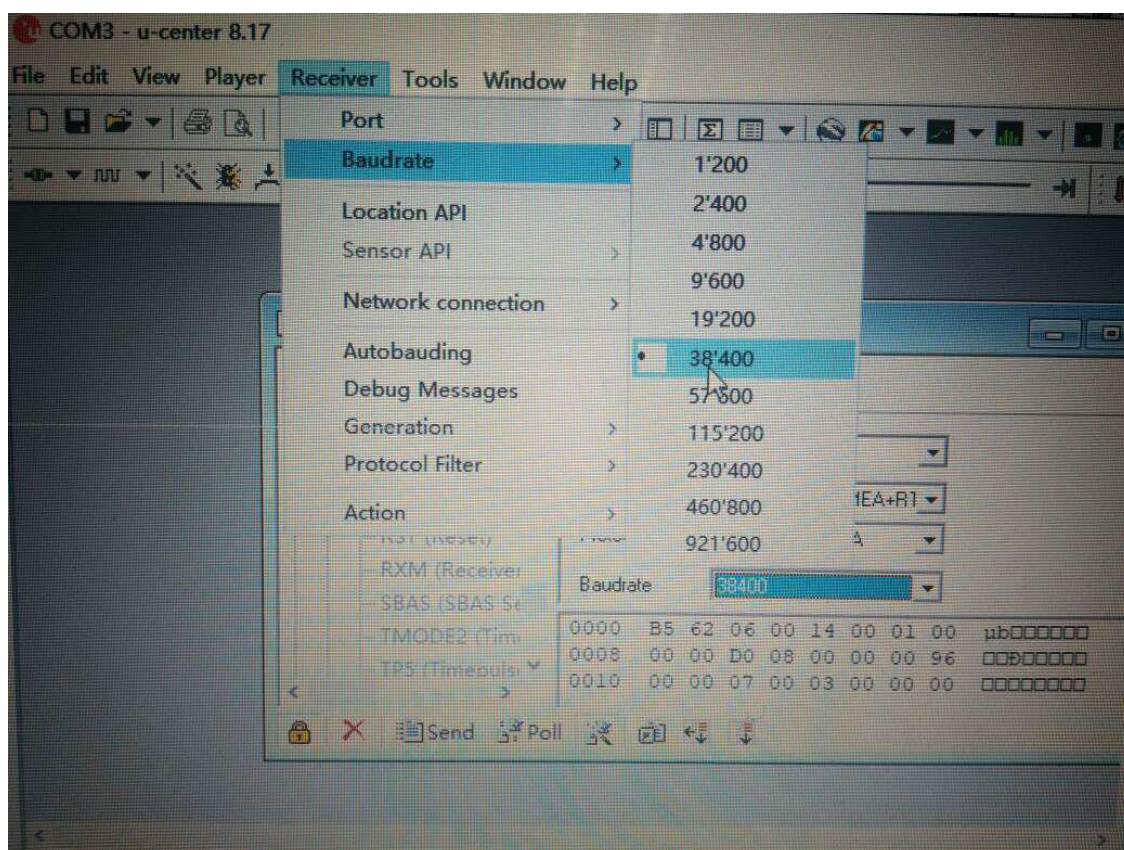 COM3 - u-center 8.17
File Edit View Player Receiver Tools Window Help
Port
Baudrate
Location API
Sensor API
Network connection
Autobauding
Debug Messages
Generation
Protocol Filter
Action
1'200
2'400
4'800
9'600
19'200
38'400
57'600
115'200
230'400
460'800
921'600
RST (Reset)
RXM (Receiver
SBAS (SBAS Se
TMODE2 (Time
TP5 (Timepuls
Baudrate 38400
0000 B5 62 06 00 14 00 01 00 µb□□□□□□
0008 00 00 D0 08 00 00 00 96 □□Ð□□□□□
0010 00 00 07 00 03 00 00 00 □□□□□□□□
Send Poll